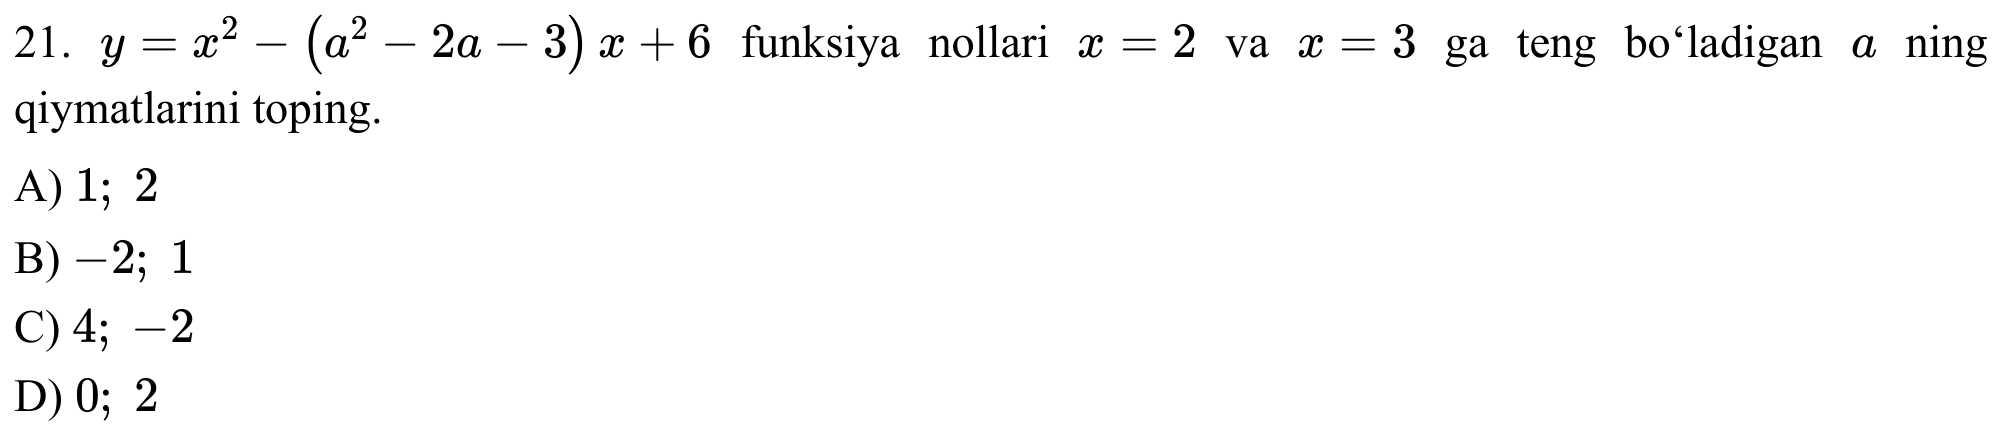 21. y = x² − (a² − 2a − 3) x + 6 funksiya nollari x = 2 va x = 3 ga teng bo‘ladigan a ning
qiymatlarini toping.
A) 1; 2
B) −2; 1
C) 4; −2
D) 0; 2